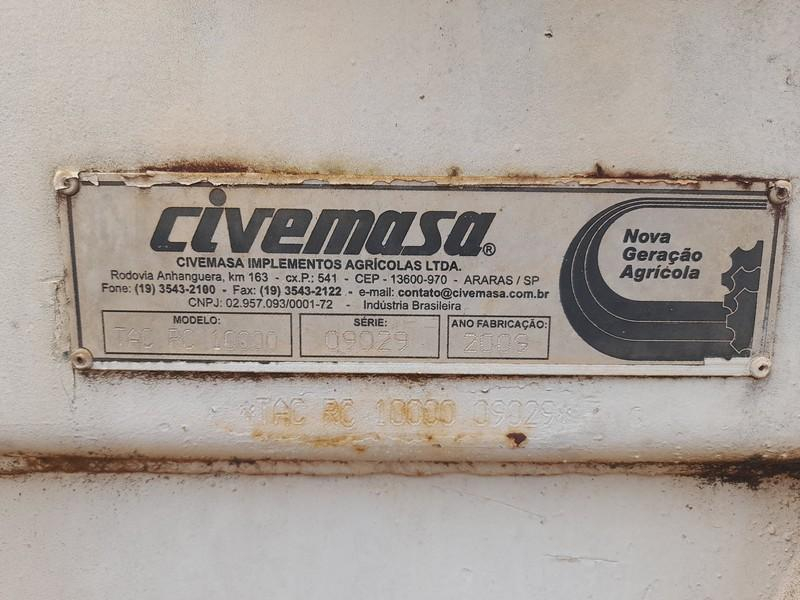 civemasa®
CIVEMASA IMPLEMENTOS AGRÍCOLAS LTDA.
Rodovia Anhanguera, km 163 - cx.P.: 541 - CEP - 13600-970 - ARARAS / SP
Fone: (19) 3543-2100 - Fax: (19) 3543-2122 - e-mail: contato@civemasa.com.br
CNPJ: 02.957.093/0001-72 - Indústria Brasileira
MODELO: SÉRIE: ANO FABRICAÇÃO:
TAC RC 10000 09029 2009
Nova
Geração
Agrícola
*TAC RC 10000 09029*